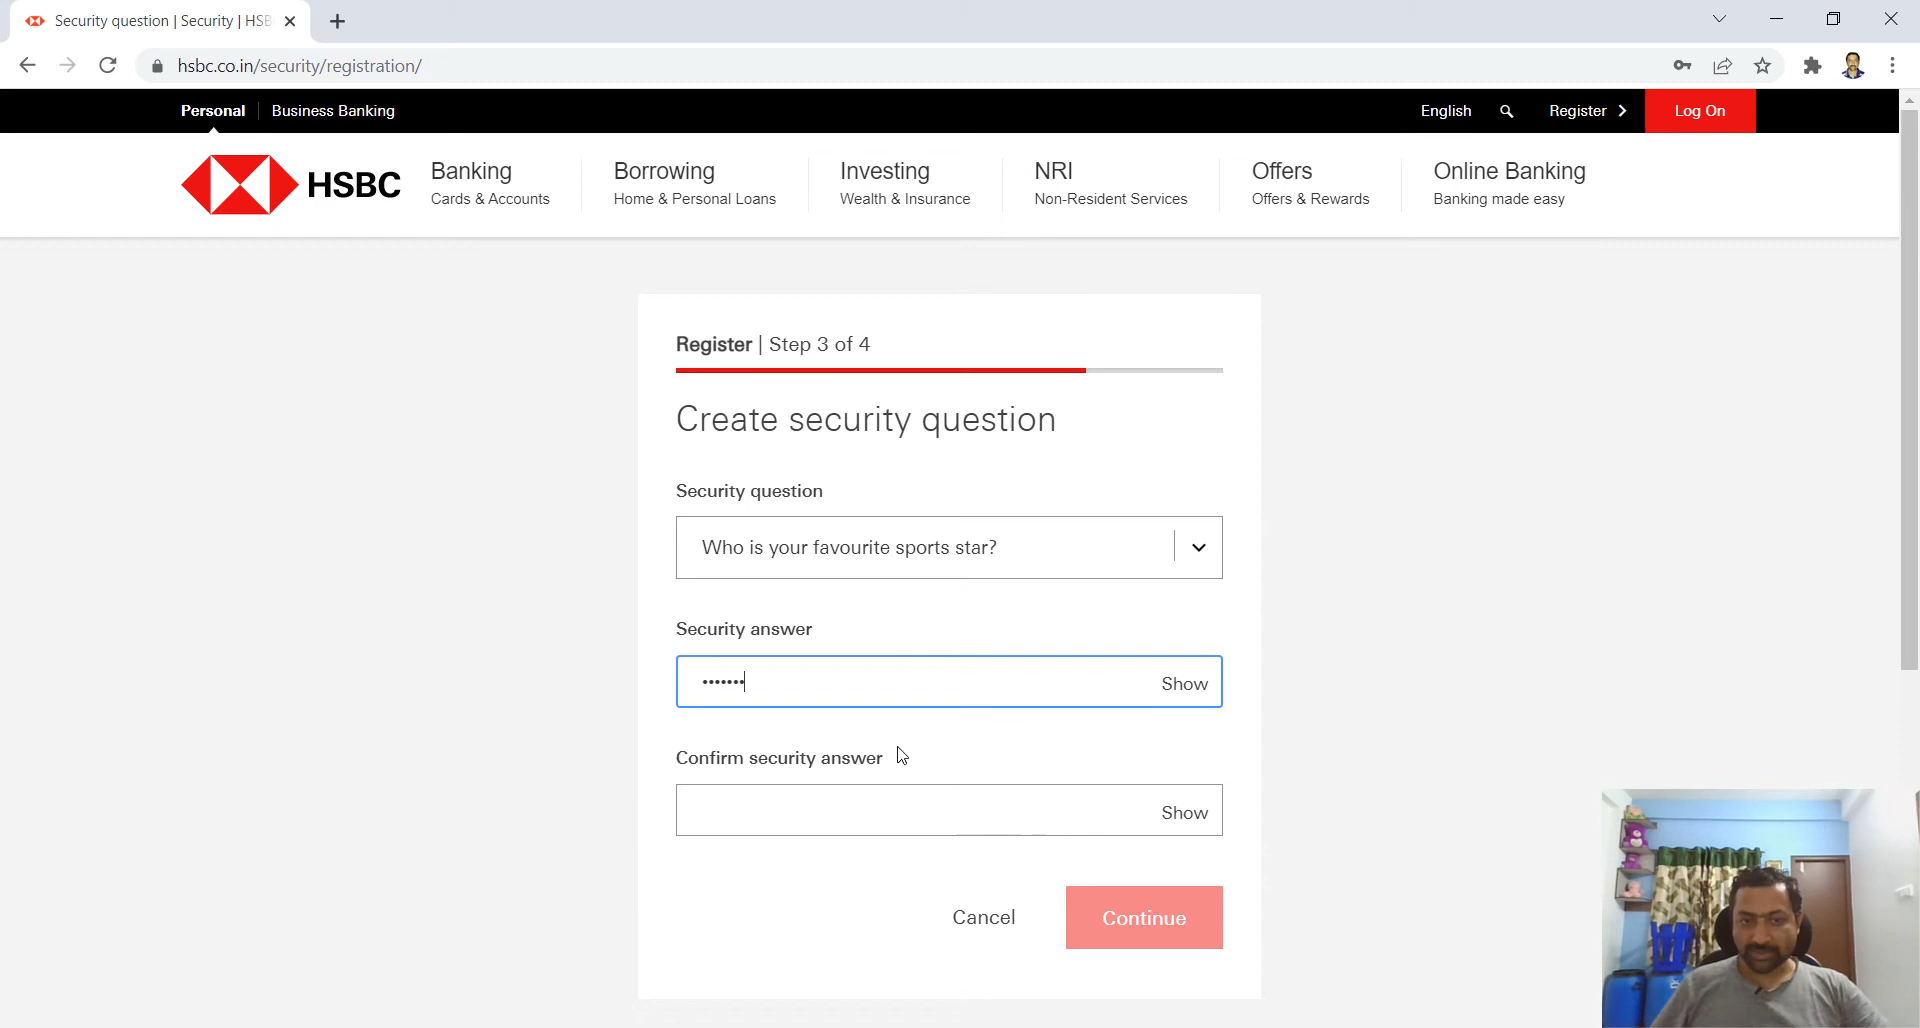 Security question | Security | HSB
hsbc.co.in/security/registration/
Personal
Business Banking
English
Register
Log On
HSBC
Banking
Cards & Accounts
Borrowing
Home & Personal Loans
Investing
Wealth & Insurance
NRI
Non-Resident Services
Offers
Offers & Rewards
Online Banking
Banking made easy
Register | Step 3 of 4
Create security question
Security question
Who is your favourite sports star?
Security answer
•••••••
Show
Confirm security answer
Show
Cancel
Continue